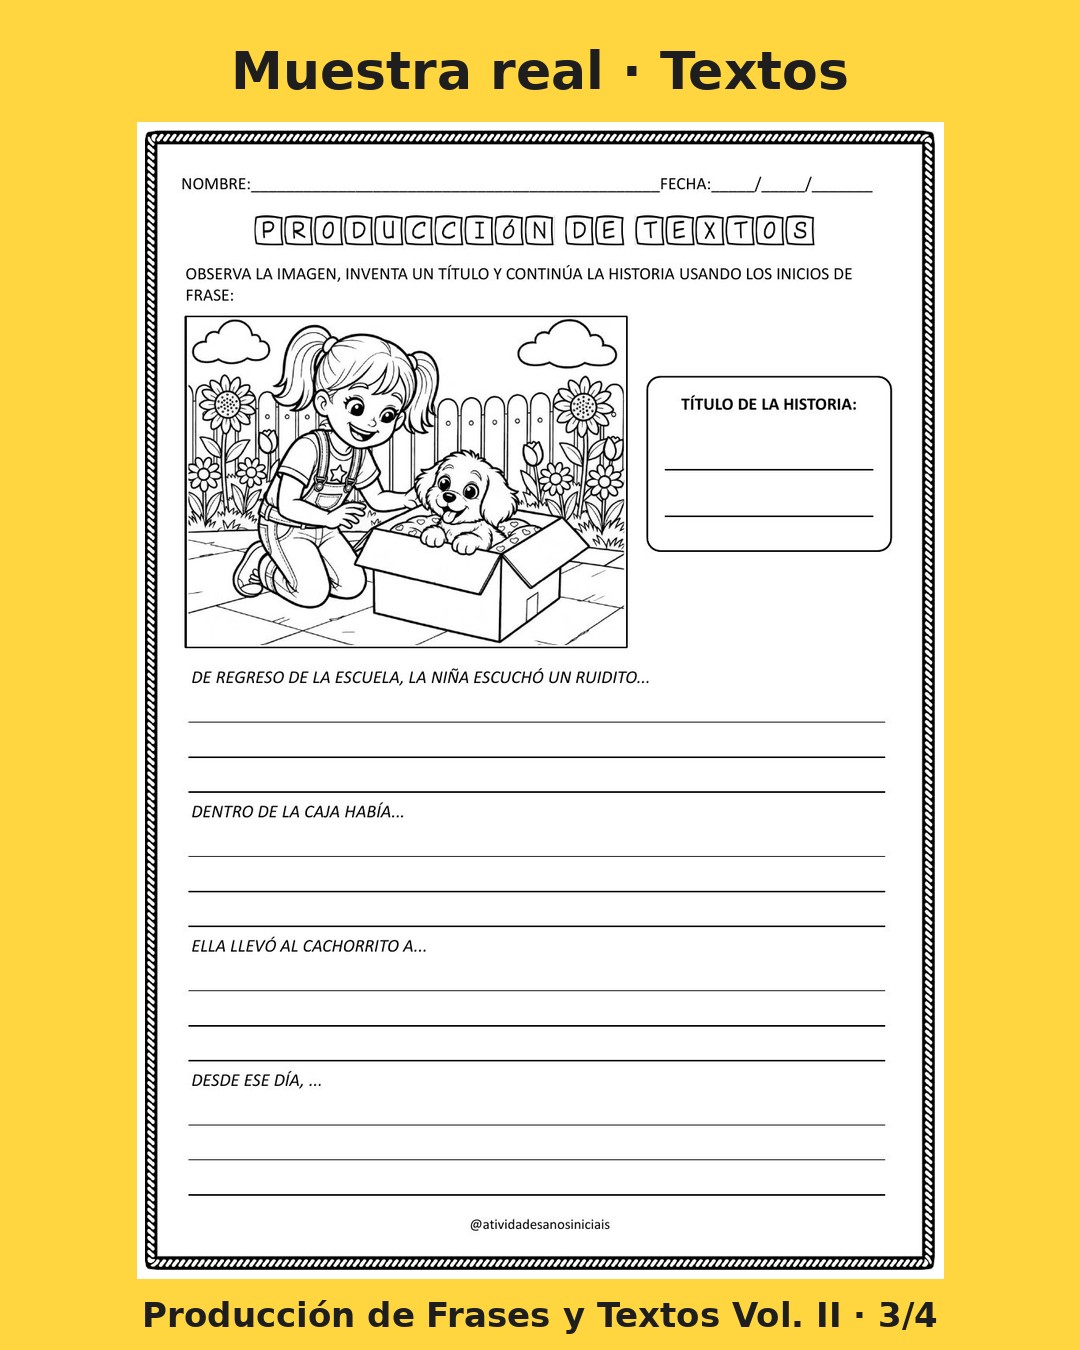 Muestra real · Textos
NOMBRE:_______________________________________________FECHA:_____/_____/_______
PRODUCCIÓN DE TEXTOS
OBSERVA LA IMAGEN, INVENTA UN TÍTULO Y CONTINÚA LA HISTORIA USANDO LOS INICIOS DE
FRASE:
TÍTULO DE LA HISTORIA:
DE REGRESO DE LA ESCUELA, LA NIÑA ESCUCHÓ UN RUIDITO...
DENTRO DE LA CAJA HABÍA...
ELLA LLEVÓ AL CACHORRITO A...
DESDE ESE DÍA, ...
@atividadesanosiniciais
Producción de Frases y Textos Vol. II · 3/4